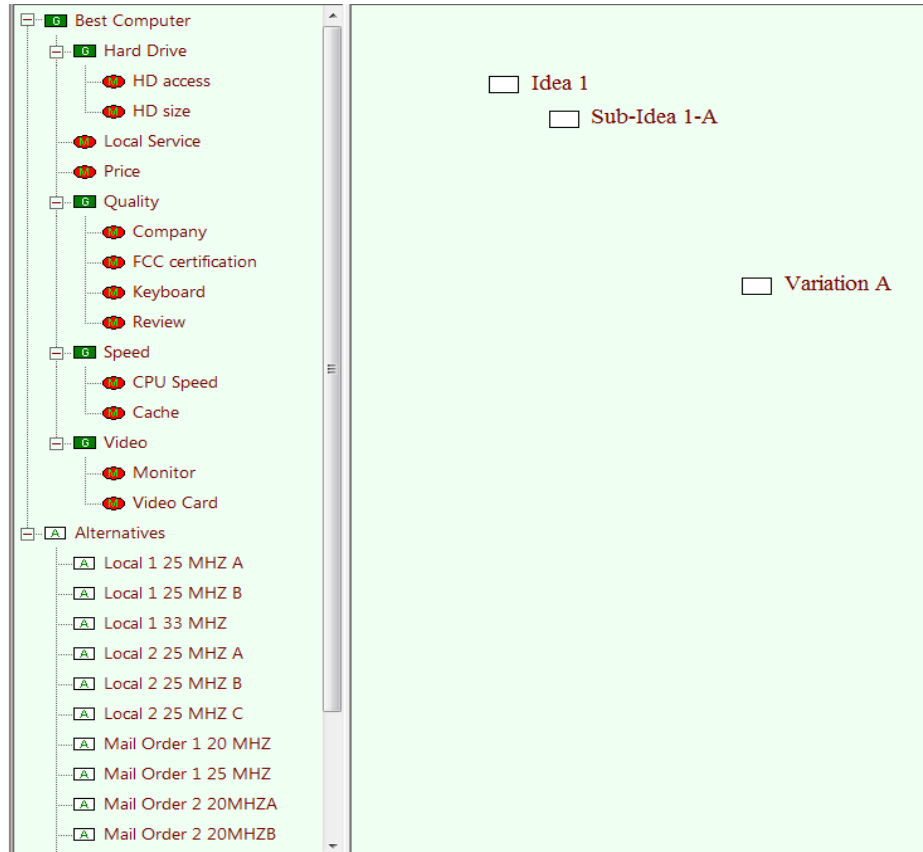 G Best Computer
G Hard Drive
M HD access
M HD size
M Local Service
M Price
G Quality
M Company
M FCC certification
M Keyboard
M Review
G Speed
M CPU Speed
M Cache
G Video
M Monitor
M Video Card
A Alternatives
A Local 1 25 MHZ A
A Local 1 25 MHZ B
A Local 1 33 MHZ
A Local 2 25 MHZ A
A Local 2 25 MHZ B
A Local 2 25 MHZ C
A Mail Order 1 20 MHZ
A Mail Order 1 25 MHZ
A Mail Order 2 20MHZA
A Mail Order 2 20MHZB
Idea 1
Sub-Idea 1-A
Variation A